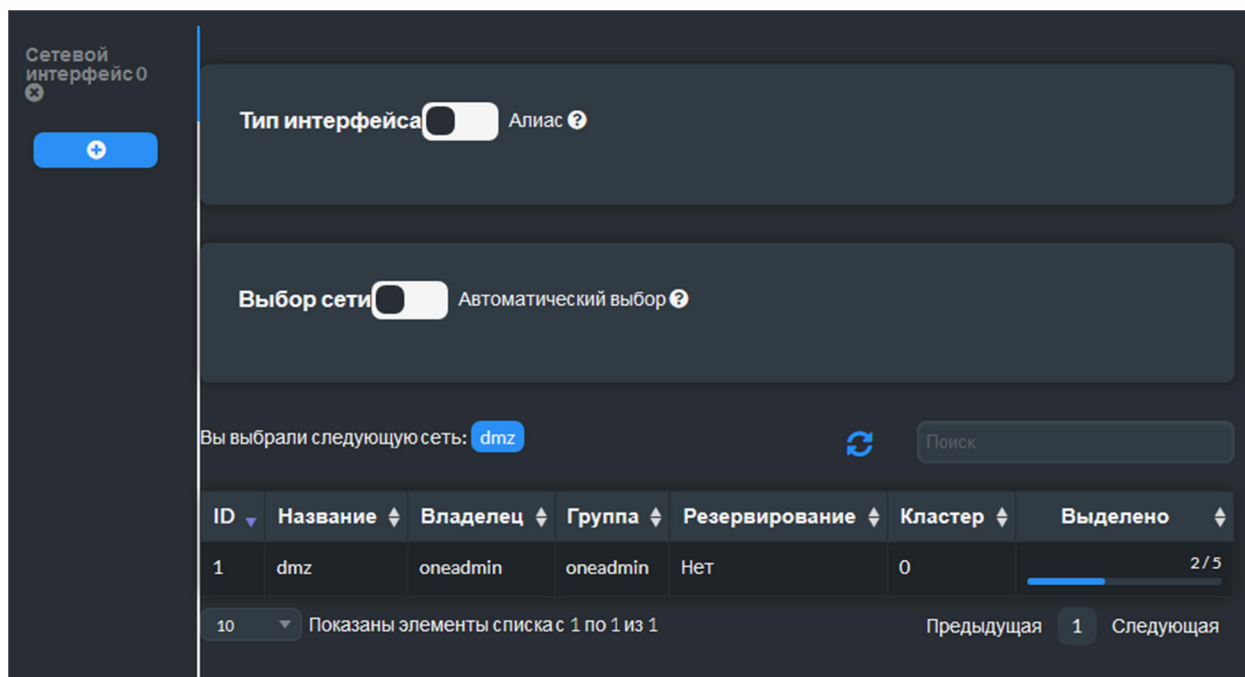 Сетевой
интерфейс 0
Тип интерфейса Алиас
Выбор сети Автоматический выбор
Вы выбрали следующую сеть: dmz Поиск
ID Название Владелец Группа Резервирование Кластер Выделено
1 dmz oneadmin oneadmin Нет 0 2/5
10 Показаны элементы списка с 1 по 1 из 1 Предыдущая 1 Следующая